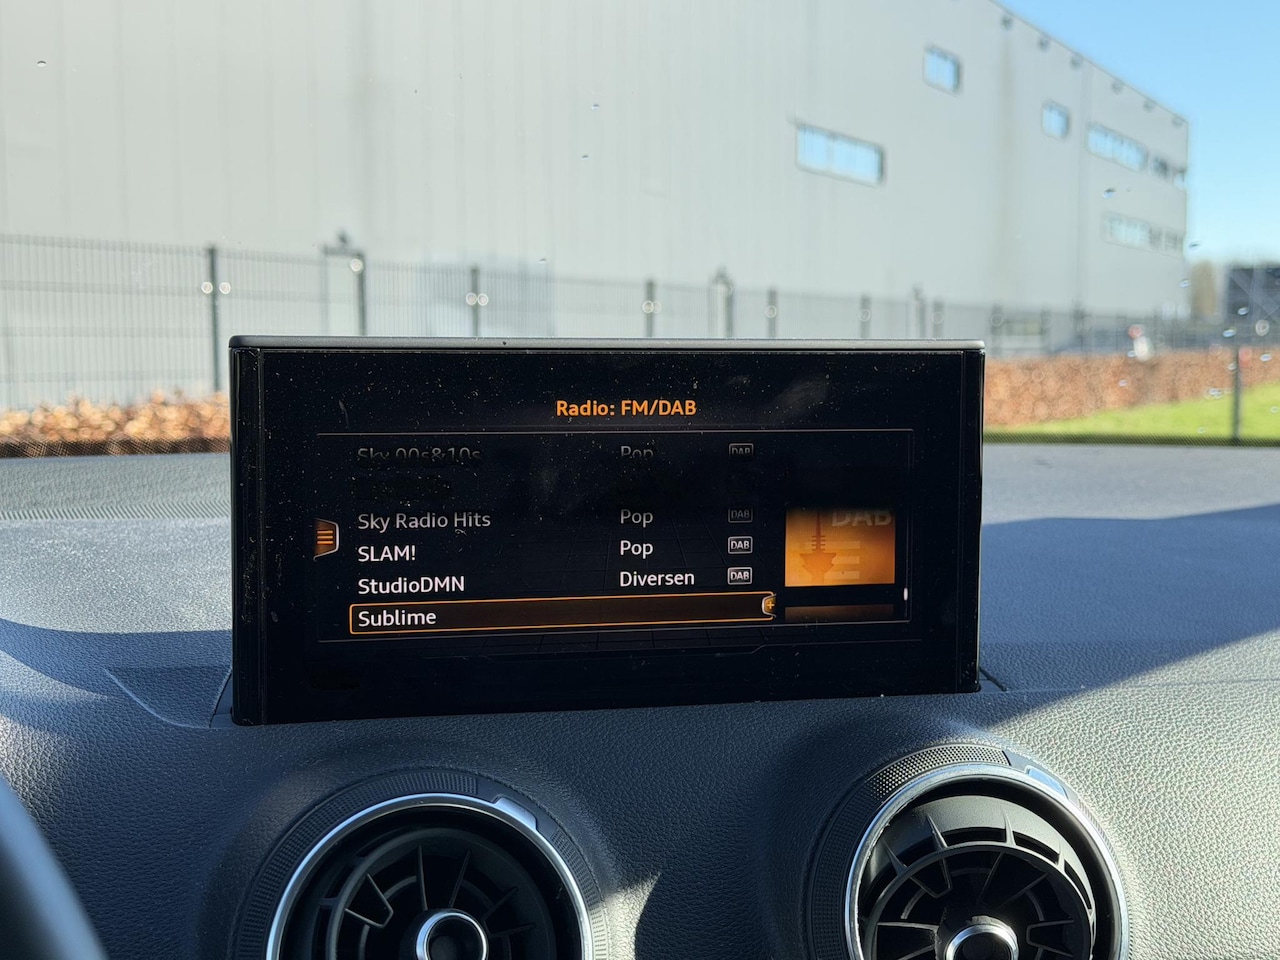 Radio: FM/DAB
Sky 00s&10s Pop DAB
Sky Radio Hits Pop DAB
SLAM! Pop DAB
StudioDMN Diversen DAB
Sublime
DAB